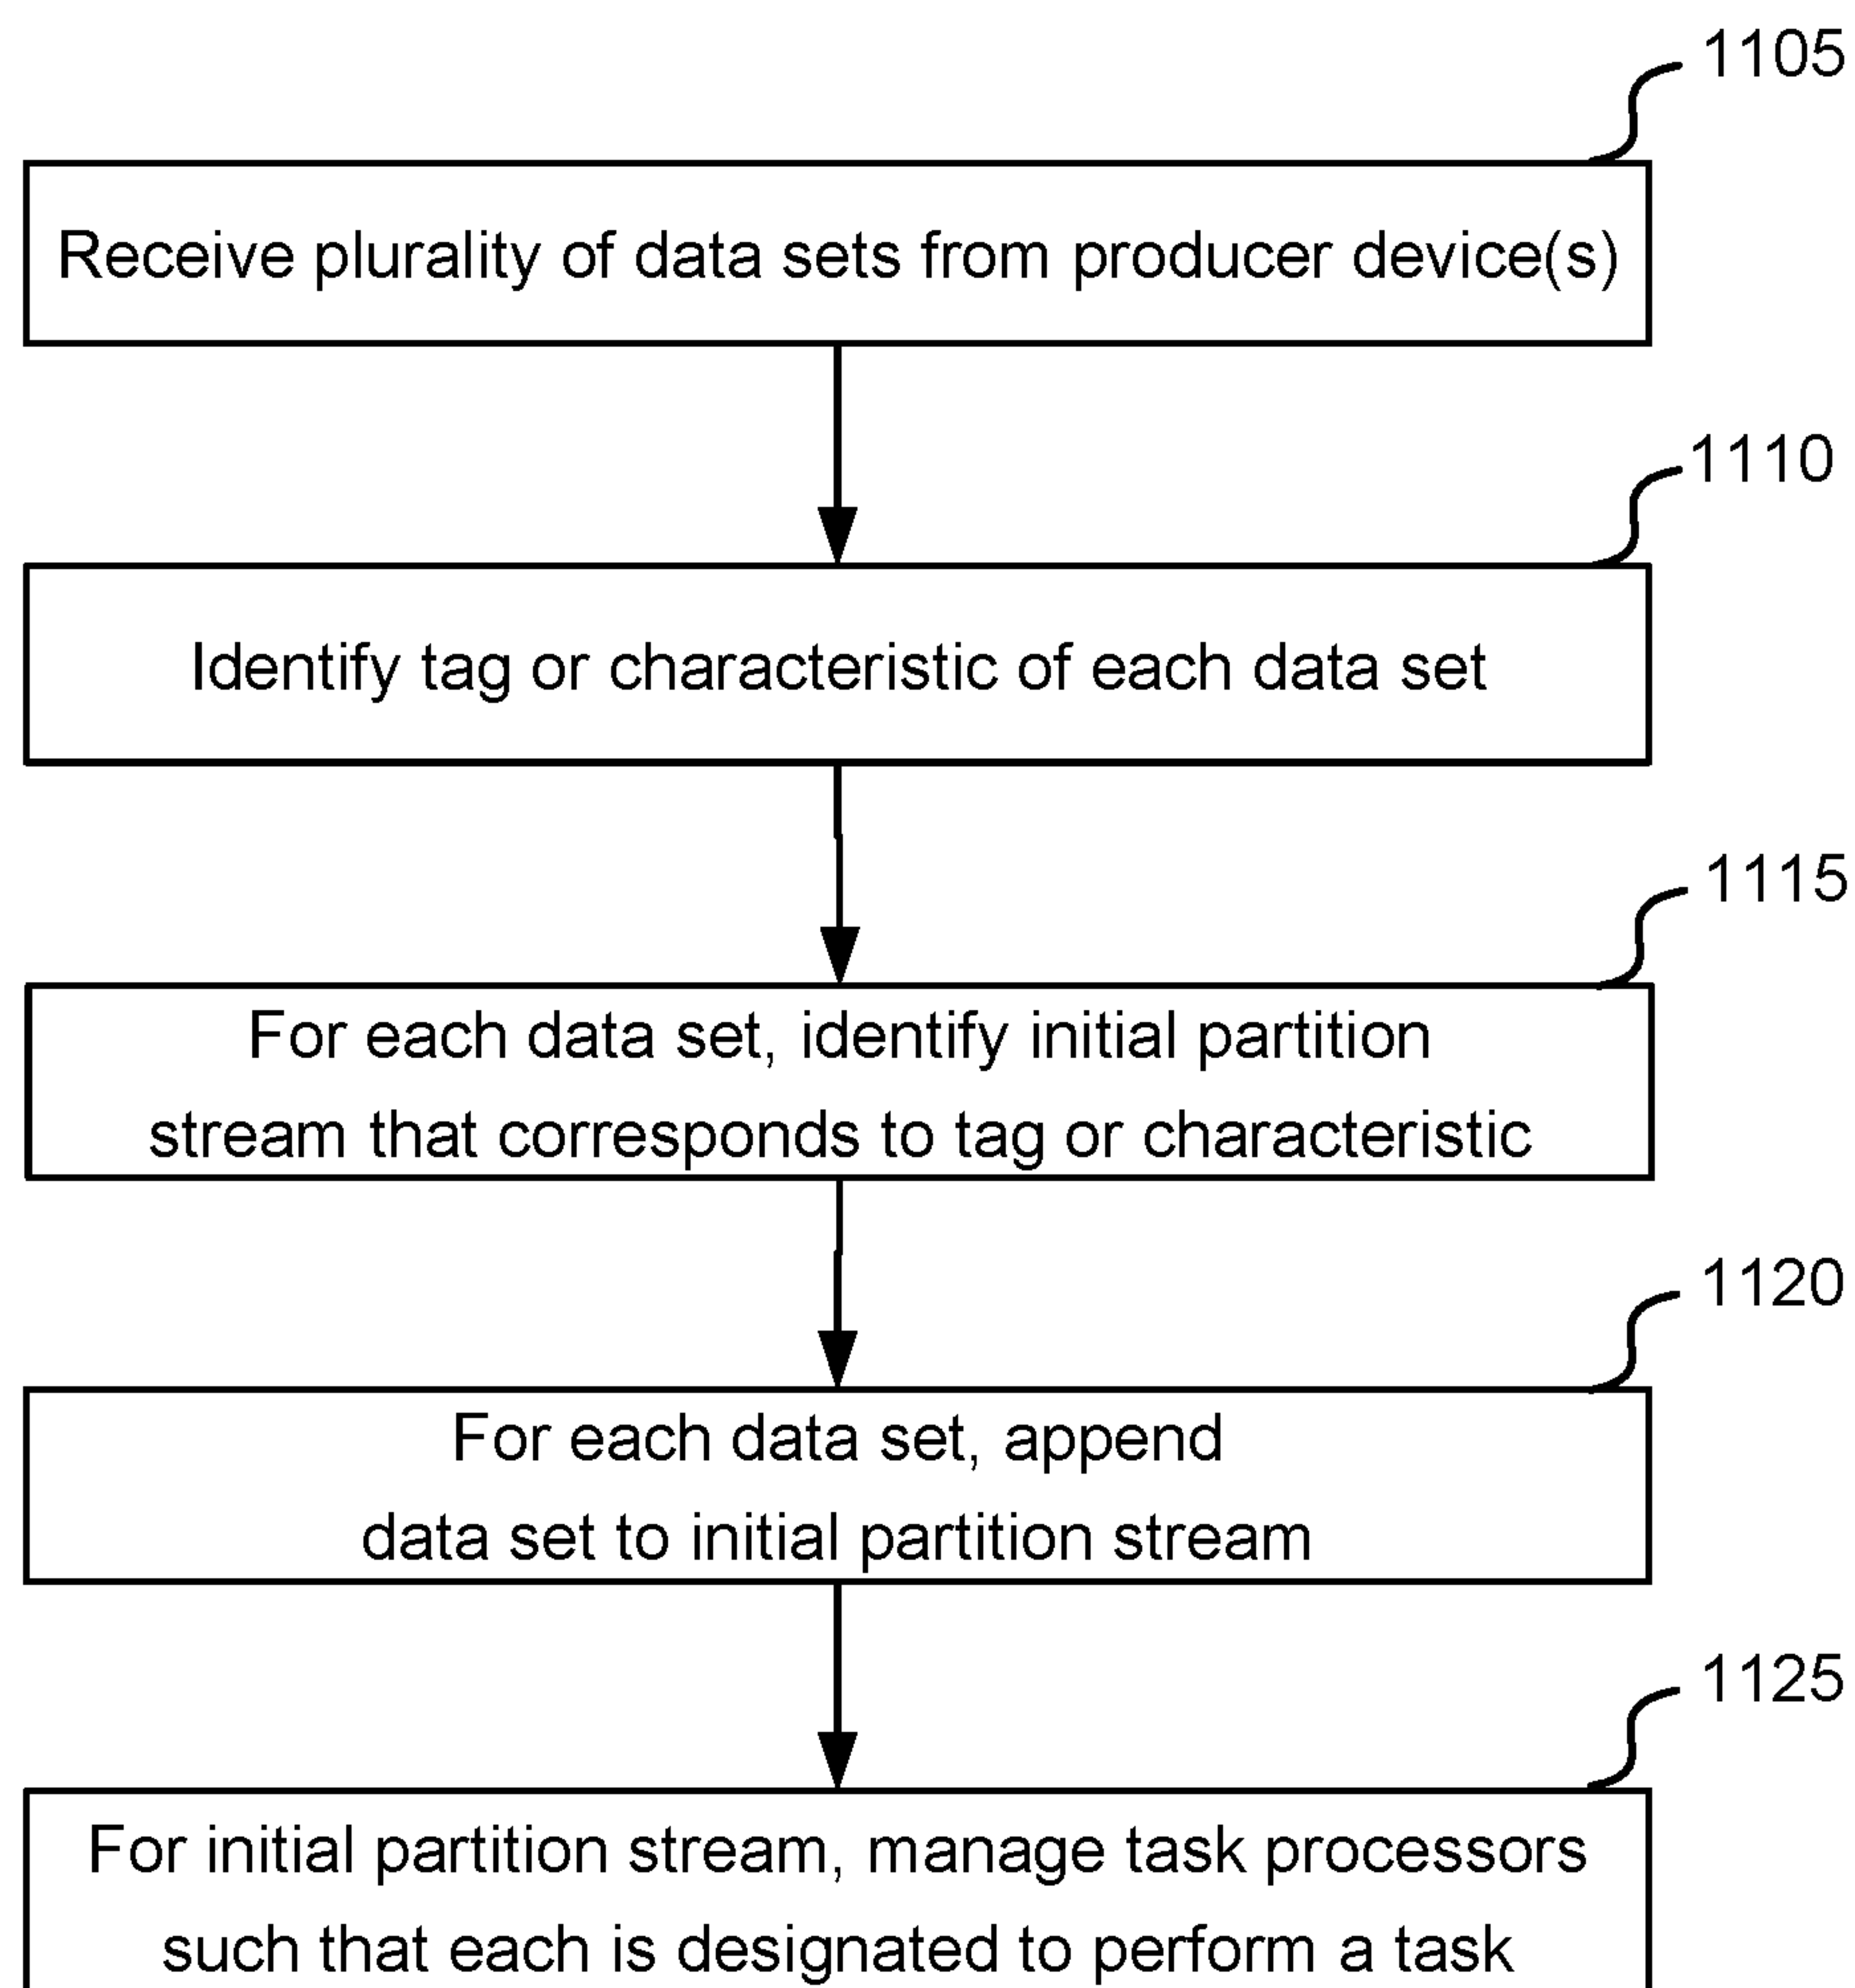 1105
Receive plurality of data sets from producer device(s)
1110
Identify tag or characteristic of each data set
1115
For each data set, identify initial partition
stream that corresponds to tag or characteristic
1120
For each data set, append
data set to initial partition stream
1125
For initial partition stream, manage task processors
such that each is designated to perform a task